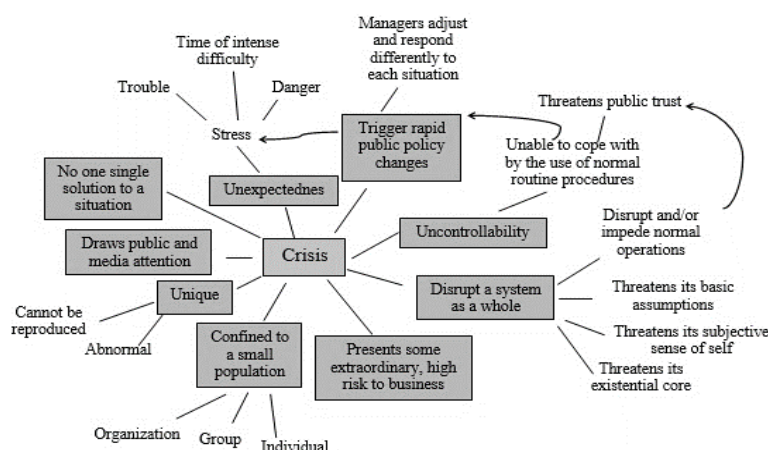 Managers adjust
and respond
differently to
each situation
Time of intense
difficulty
Trouble
Danger
Stress
Threatens public trust
Trigger rapid
public policy
changes
Unable to cope with
by the use of normal
routine procedures
No one single
solution to a
situation
Unexpectednes
Disrupt and/or
impede normal
operations
Uncontrollability
Draws public and
media attention
Crisis
Unique
Disrupt a system
as a whole
Threatens its basic
assumptions
Cannot be
reproduced
Abnormal
Confined to
a small
population
Presents some
extraordinary, high
risk to business
Threatens its subjective
sense of self
Threatens its
existential core
Organization
Group
Individual